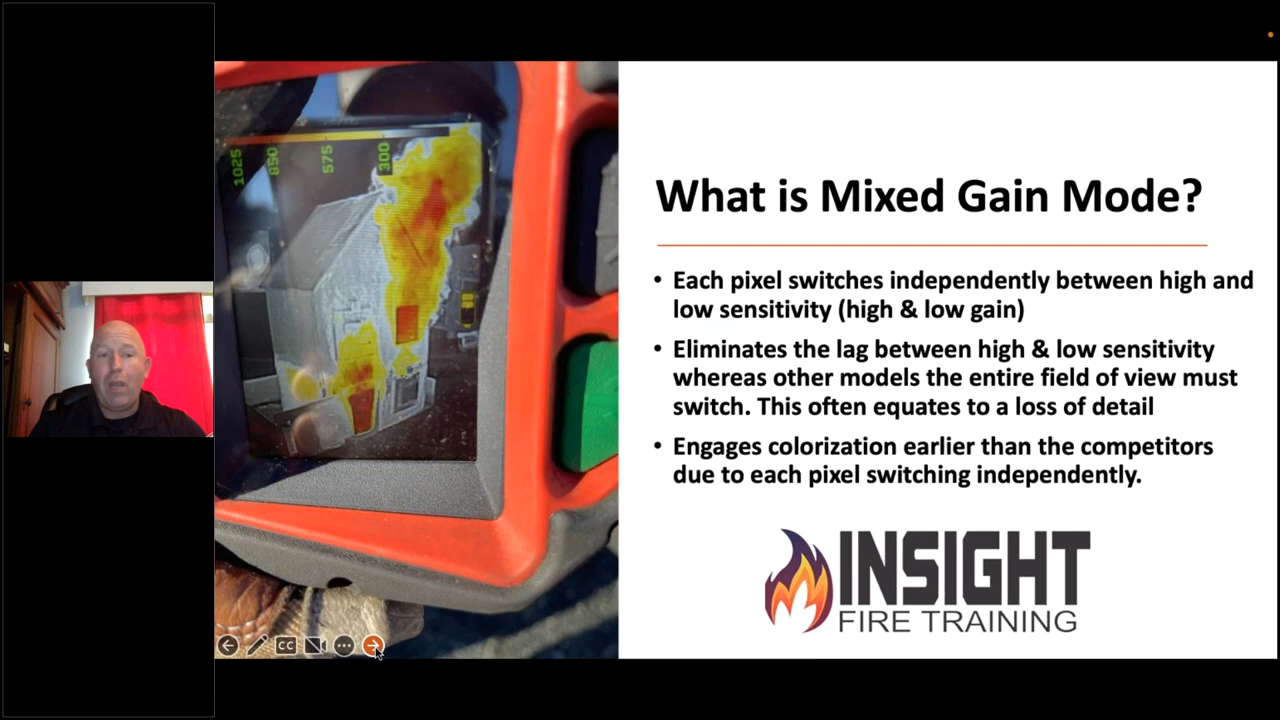 1025
850
575
300
What is Mixed Gain Mode?
• Each pixel switches independently between high and
low sensitivity (high & low gain)
• Eliminates the lag between high & low sensitivity
whereas other models the entire field of view must
switch. This often equates to a loss of detail
• Engages colorization earlier than the competitors
due to each pixel switching independently.
INSIGHT
FIRE TRAINING
CC